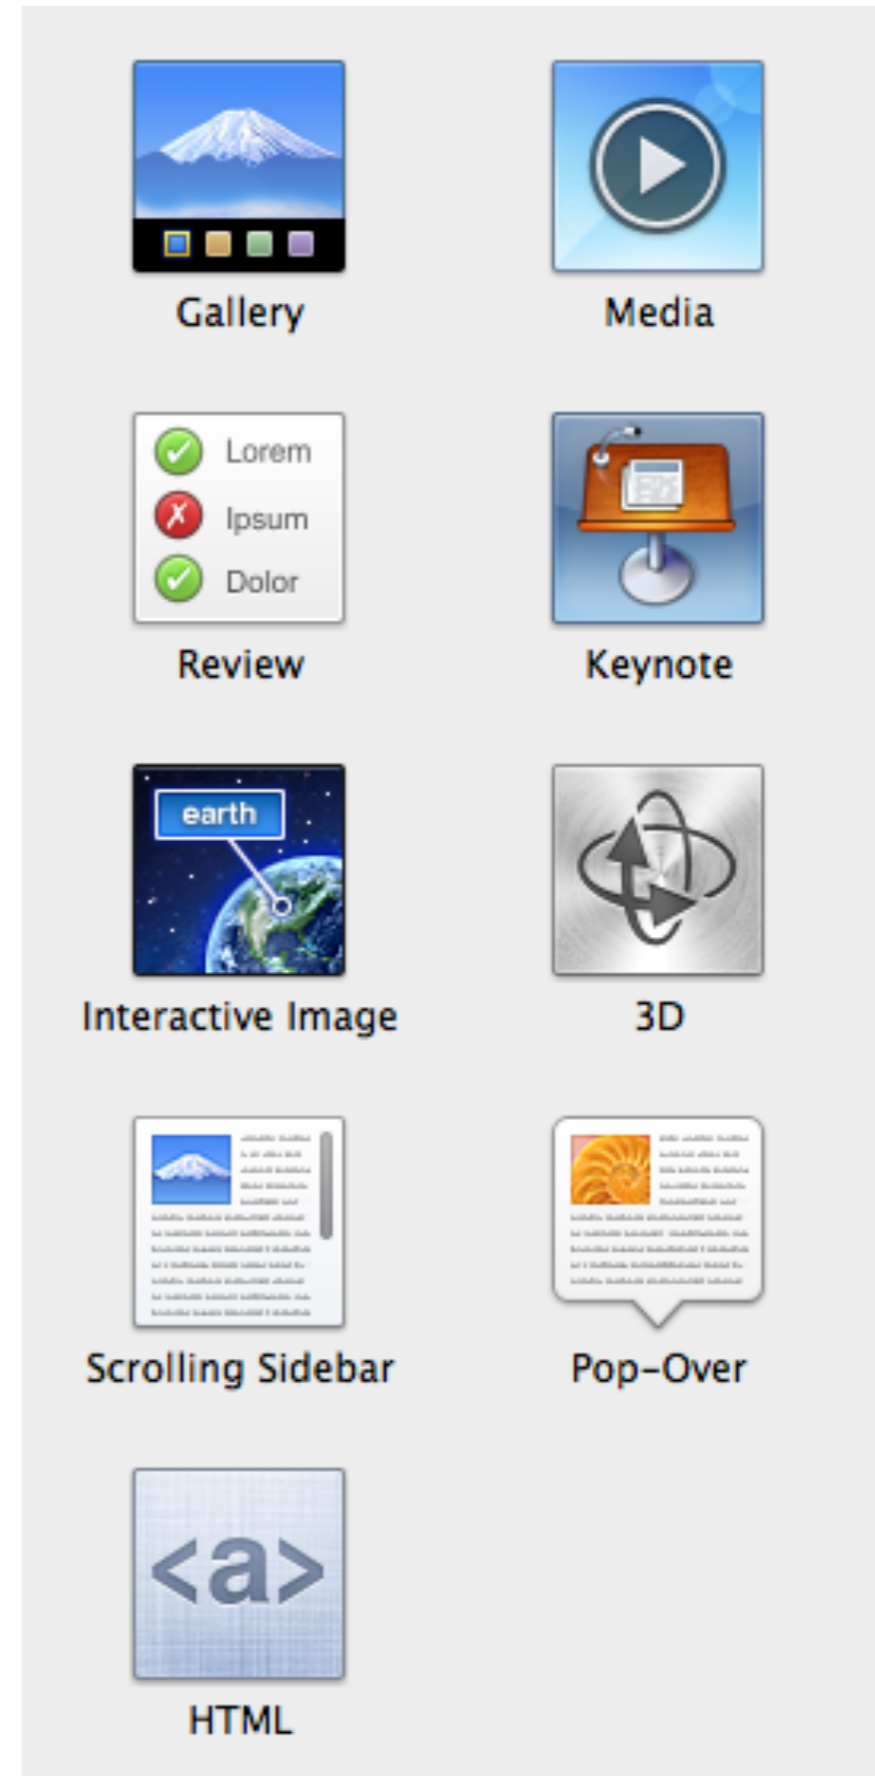 Gallery
Media
Lorem
Ipsum
Dolor
Review
Keynote
earth
Interactive Image
3D
Scrolling Sidebar
Pop-Over
<a>
HTML